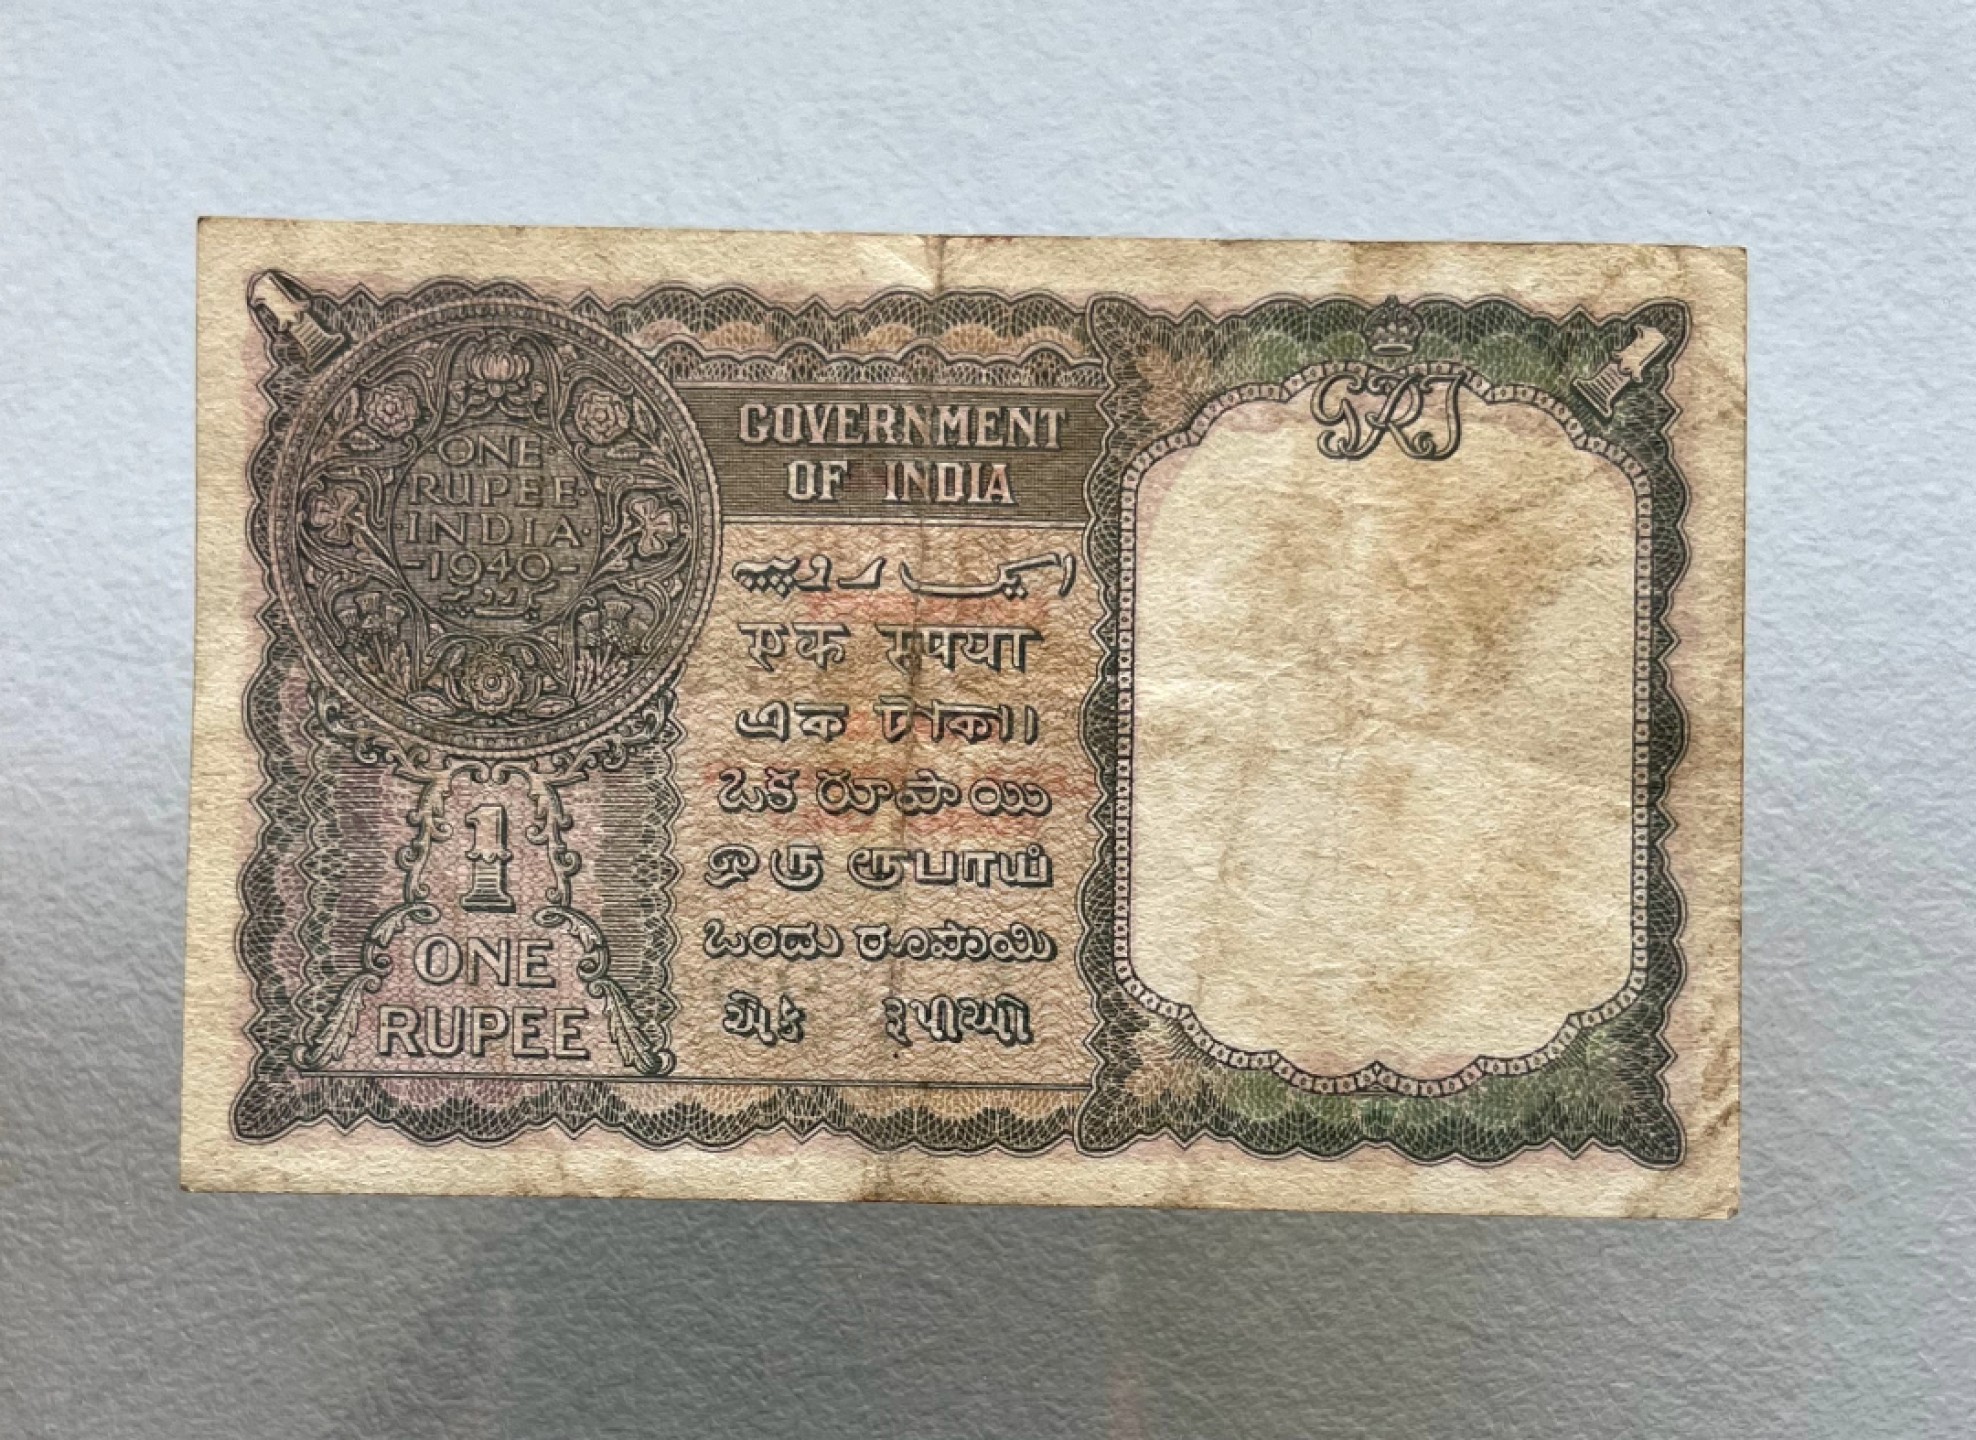 ONE
RUPEE
INDIA
-1940-
یک روپیہ
1
ONE
RUPEE
GOVERNMENT
OF INDIA
ایک روپیہ
एक रुपया
এক টাকা
ఒక రూపాయి
ஒரு ரூபாய்
ಒಂದು ರೂಪಾಯಿ
એક રૂપીઓ
GRI